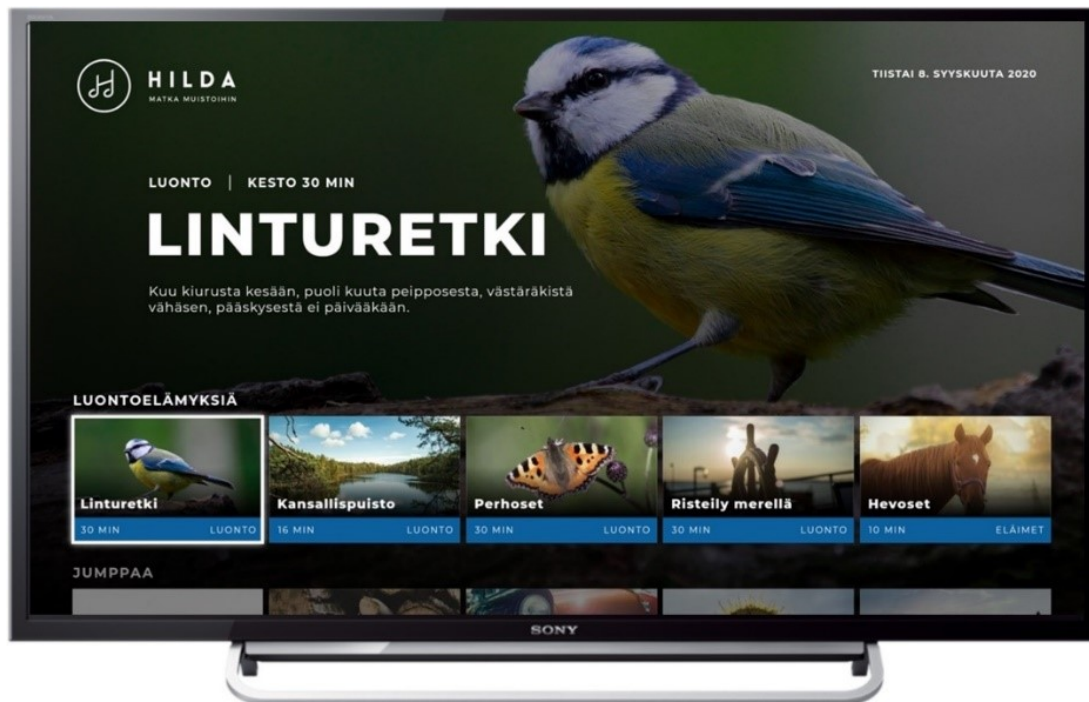 HILDA
MATKA MUISTOIHIN
TIISTAI 8. SYYSKUUTA 2020
LUONTO | KESTO 30 MIN
LINTURETKI
Kuu kiurusta kesään, puoli kuuta peipposesta, västäräkistä
vähäsen, pääskysestä ei päivääkään.
LUONTOELÄMYKSIÄ
Linturetki
30 MIN LUONTO
Kansallispuisto
16 MIN LUONTO
Perhoset
30 MIN LUONTO
Risteily merellä
30 MIN LUONTO
Hevoset
10 MIN ELÄIMET
JUMPPAA
SONY